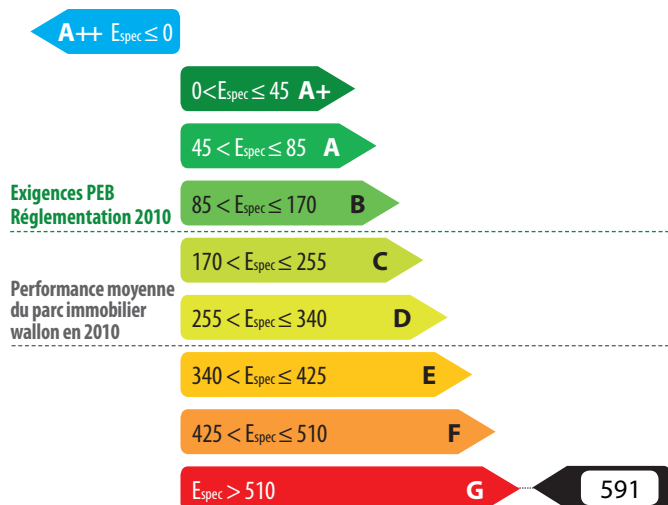 A++ Espec ≤ 0
0<Espec ≤ 45 A+
45 < Espec ≤ 85 A
Exigences PEB
Réglementation 2010
85 < Espec ≤ 170 B
170 < Espec ≤ 255 C
Performance moyenne
du parc immobilier
wallon en 2010
255 < Espec ≤ 340 D
340 < Espec ≤ 425 E
425 < Espec ≤ 510 F
Espec > 510 G 591